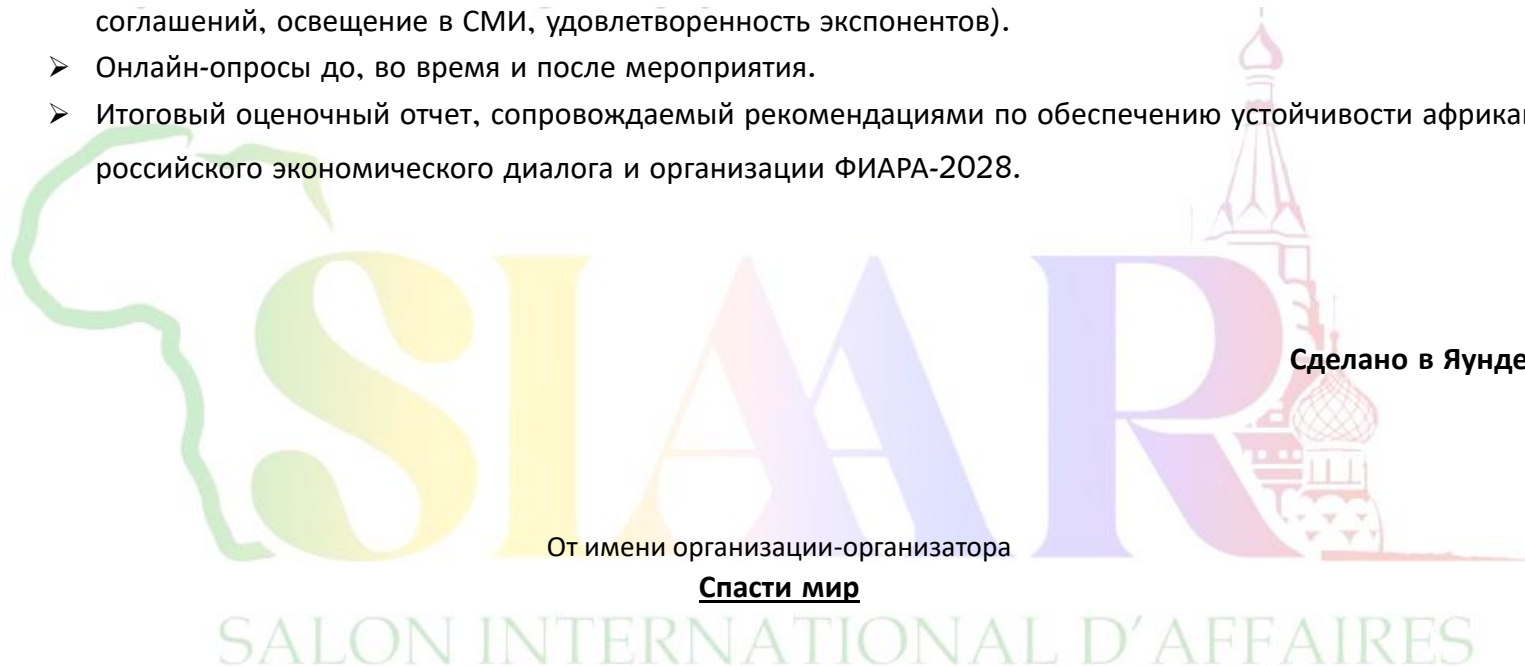 соглашений, освещение в СМИ, удовлетворенность экспонентов).
➢ Онлайн-опросы до, во время и после мероприятия.
➢ Итоговый оценочный отчет, сопровождаемый рекомендациями по обеспечению устойчивости африка
российского экономического диалога и организации ФИАРА-2028.
SIAAR
Сделано в Яунде
От имени организации-организатора
Спасти мир
SALON INTERNATIONAL D'AFFAIRES